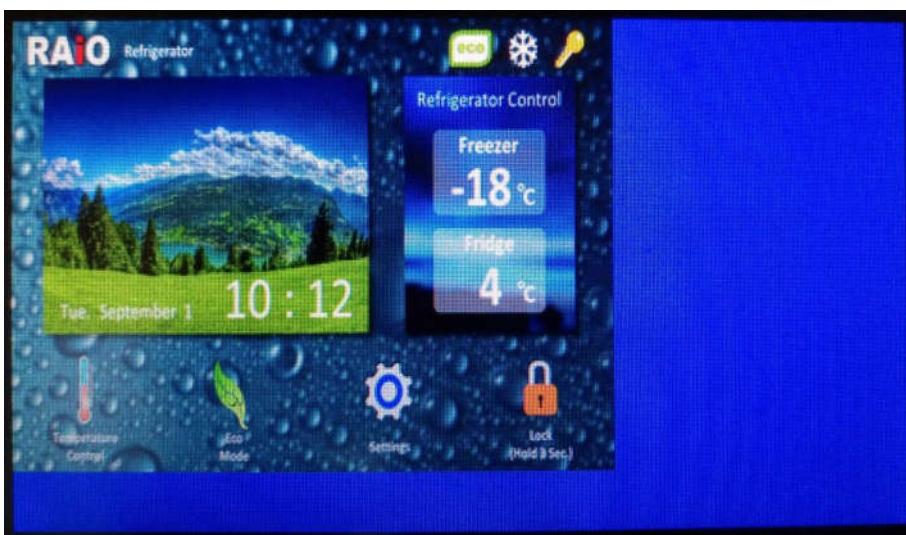 RAiO Refrigerator
eco
Refrigerator Control
Freezer
-18 °C
Fridge
4 °C
Tue. September 1 10 : 12
Temperature
Control
Eco
Mode
Settings
Lock
(Hold 3 Sec.)